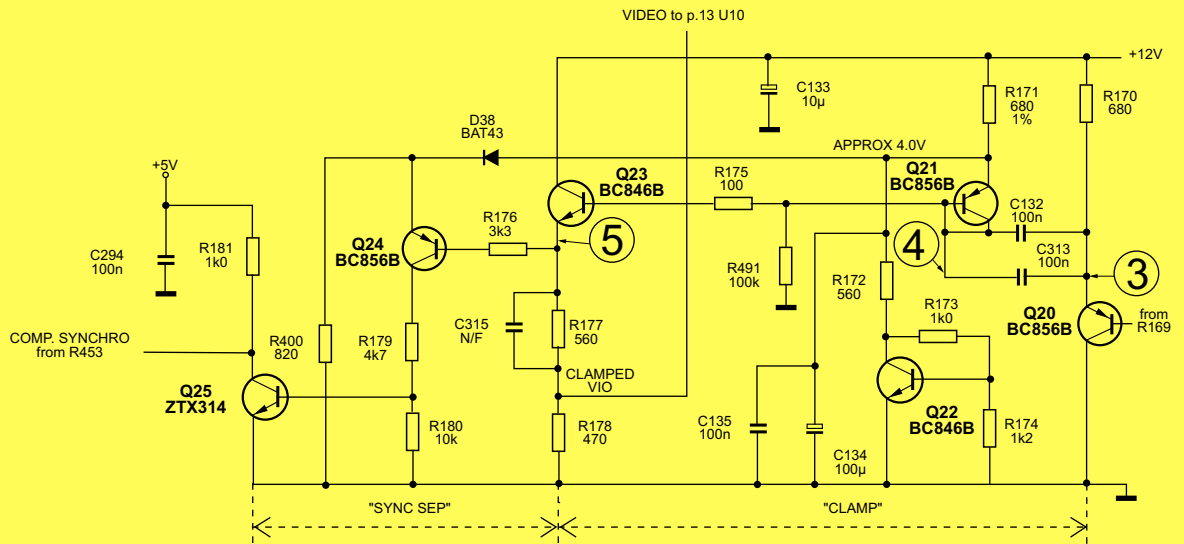 VIDEO to p.13 U10
+12V
C133
10µ
R171
680
1%
R170
680
D38
BAT43
APPROX 4.0V
+5V
Q23
BC846B
R175
100
Q21
BC856B
C132
100n
R176
3k3
5
4
C313
100n
3
C294
100n
R181
1k0
Q24
BC856B
R491
100k
R172
560
R173
1k0
Q20
BC856B
from
R169
COMP. SYNCHRO
from R453
R400
820
R179
4k7
C315
N/F
R177
560
CLAMPED
VIO
Q25
ZTX314
Q22
BC846B
R174
1k2
R180
10k
R178
470
C135
100n
C134
100µ
"SYNC SEP"
"CLAMP"